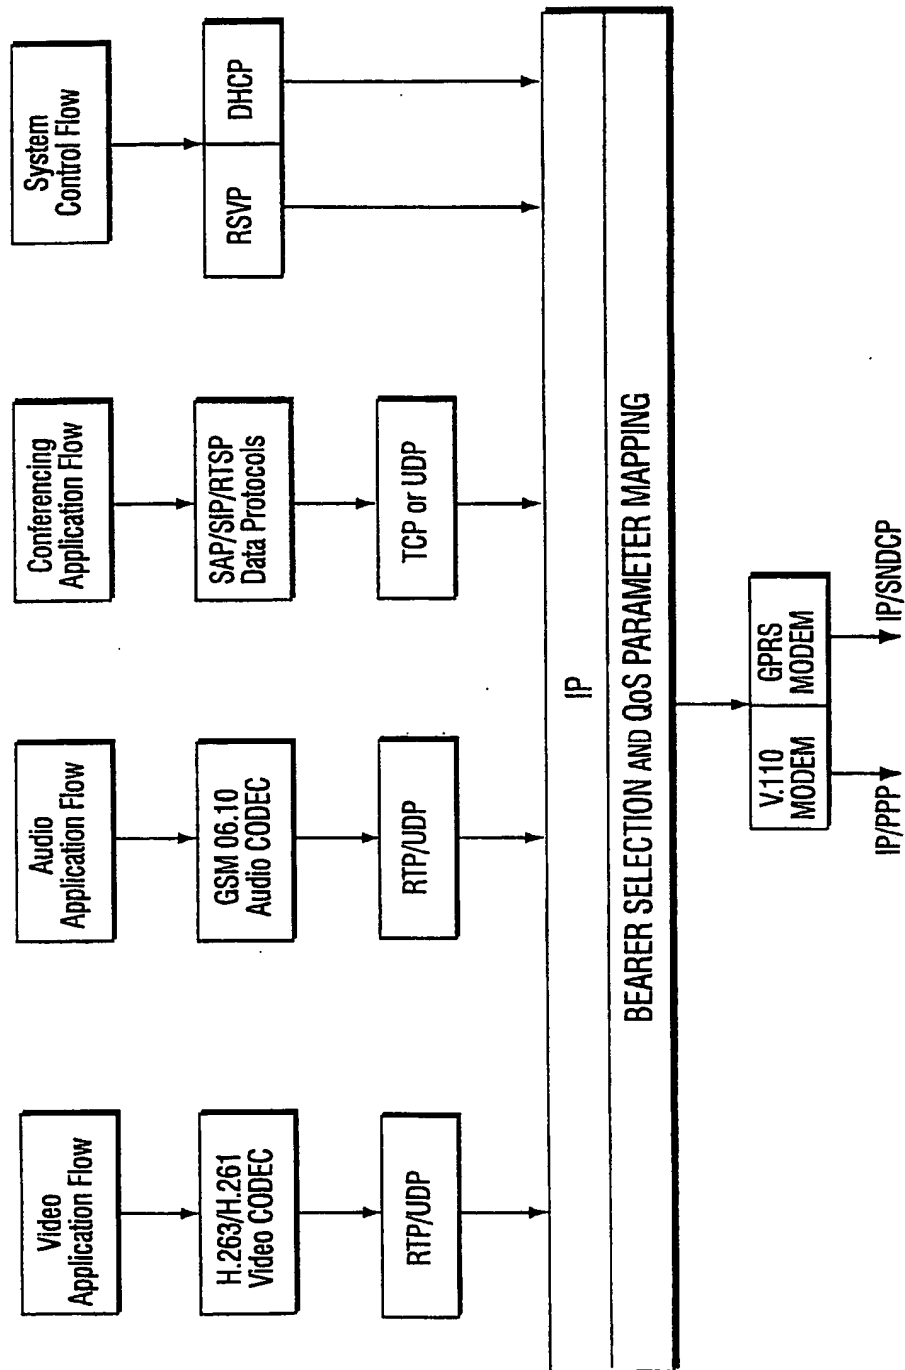 Video
Application Flow
H.263/H.261
Video CODEC
RTP/UDP
Audio
Application Flow
GSM 06.10
Audio CODEC
RTP/UDP
Conferencing
Application Flow
SAP/SIP/RTSP
Data Protocols
TCP or UDP
System
Control Flow
RSVP
DHCP
IP
BEARER SELECTION AND QoS PARAMETER MAPPING
V.110
MODEM
GPRS
MODEM
IP/PPP
IP/SNDCP